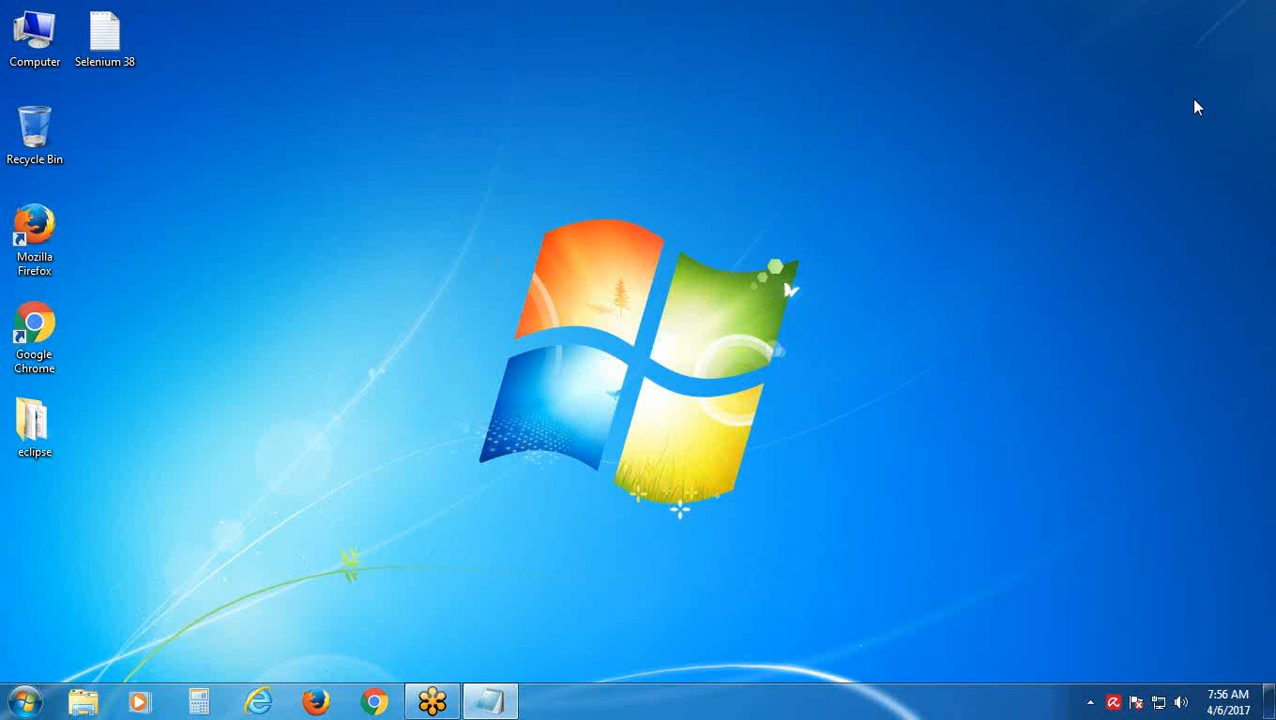 Computer
Selenium 38
Recycle Bin
Mozilla
Firefox
Google
Chrome
eclipse
7:56 AM
4/6/2017